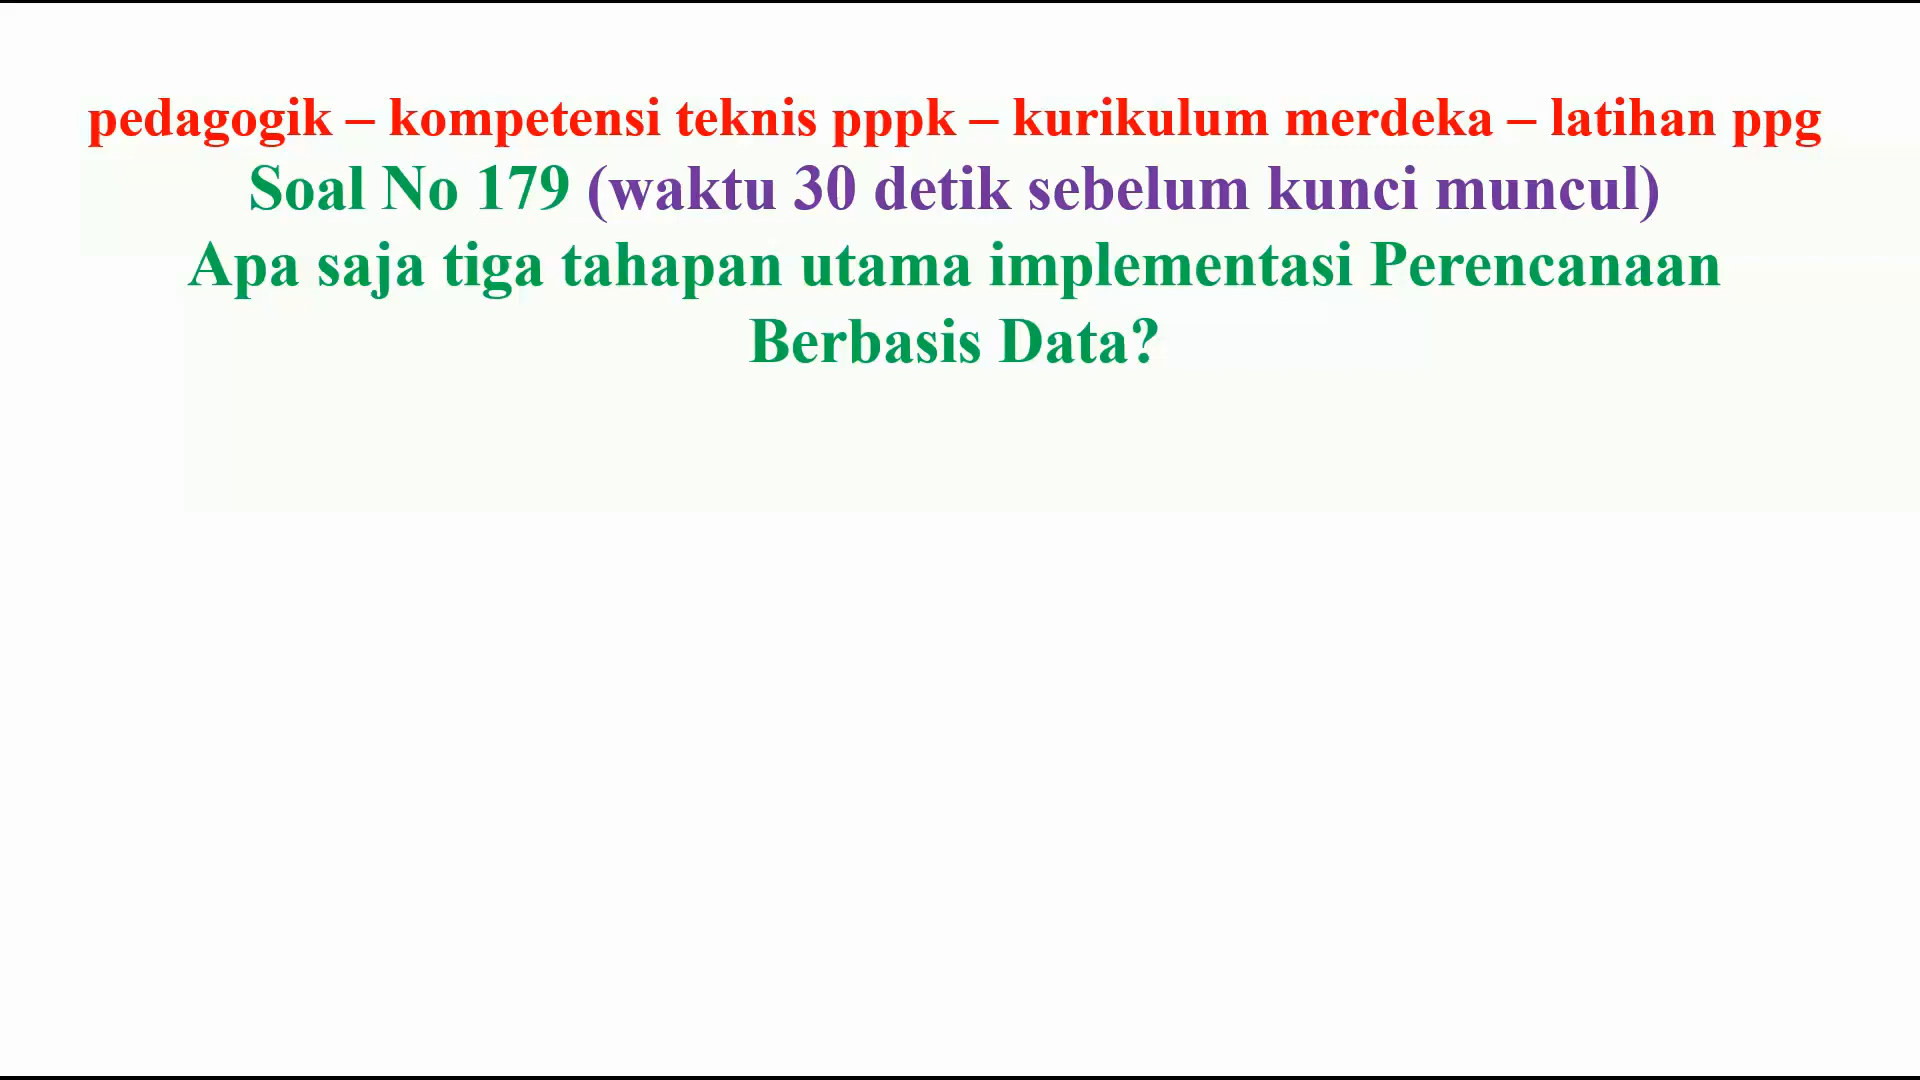 pedagogik – kompetensi teknis pppk – kurikulum merdeka – latihan ppg
Soal No 179 (waktu 30 detik sebelum kunci muncul)
Apa saja tiga tahapan utama implementasi Perencanaan
Berbasis Data?